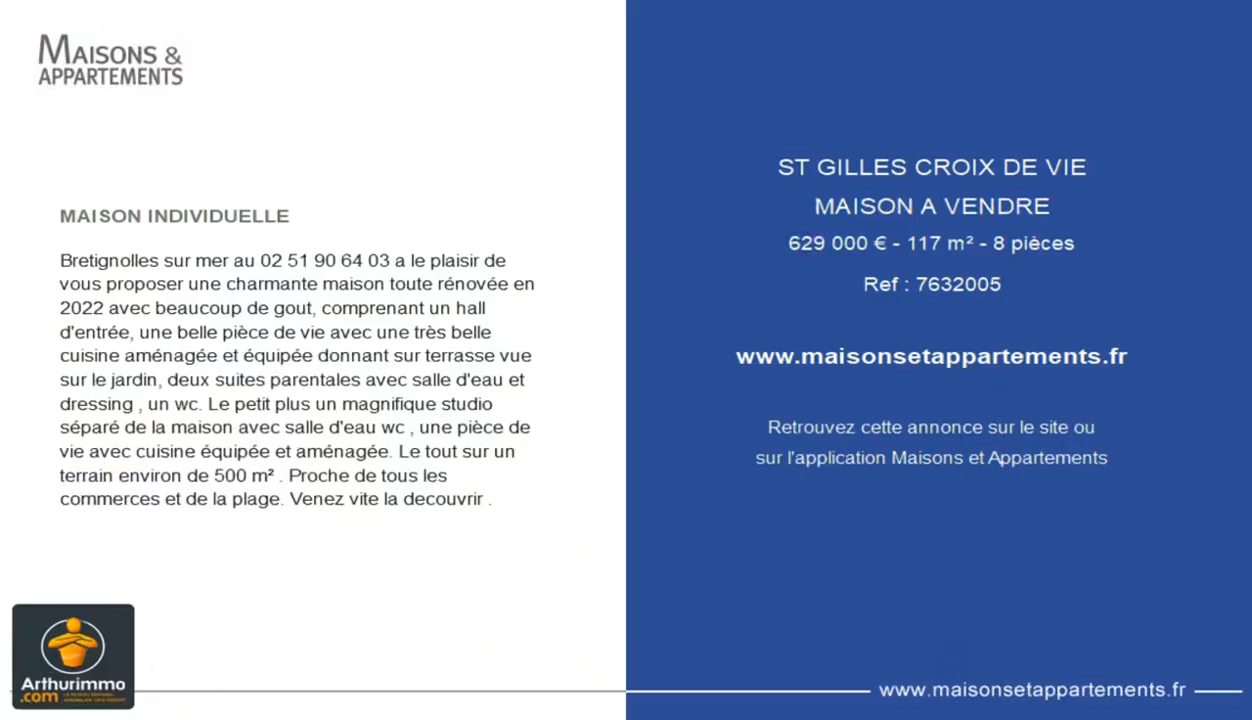 MAISONS &
APPARTEMENTS
MAISON INDIVIDUELLE
Bretignolles sur mer au 02 51 90 64 03 a le plaisir de
vous proposer une charmante maison toute rénovée en
2022 avec beaucoup de gout, comprenant un hall
d'entrée, une belle pièce de vie avec une très belle
cuisine aménagée et équipée donnant sur terrasse vue
sur le jardin, deux suites parentales avec salle d'eau et
dressing , un wc. Le petit plus un magnifique studio
séparé de la maison avec salle d'eau wc , une pièce de
vie avec cuisine équipée et aménagée. Le tout sur un
terrain environ de 500 m² . Proche de tous les
commerces et de la plage. Venez vite la decouvrir .
ST GILLES CROIX DE VIE
MAISON A VENDRE
629 000 € - 117 m² - 8 pièces
Ref : 7632005
www.maisonsetappartements.fr
Retrouvez cette annonce sur le site ou
sur l'application Maisons et Appartements
Arthurimmo
.com
www.maisonsetappartements.fr